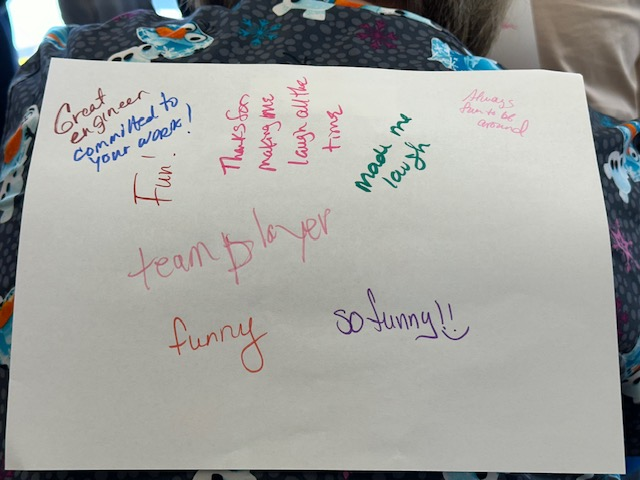 Great
engineer
committed to
your work!
Fun!
Thanks for
making me
laugh all the
time
made me
laugh
Always
fun to be
around
team player
funny
so funny!!